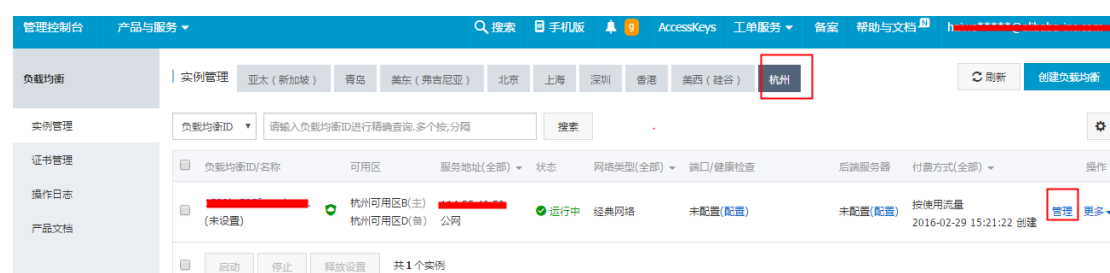 管理控制台 产品与服务 搜索 手机版 9 AccessKeys 工单服务 备案 帮助与文档 N
负载均衡 实例管理 亚太（新加坡） 青岛 美东（弗吉尼亚） 北京 上海 深圳 香港 美西（硅谷） 杭州 刷新 创建负载均衡
实例管理 负载均衡ID 请输入负载均衡ID进行精确查询.多个按,分隔 搜索
证书管理 负载均衡ID/名称 可用区 服务地址(全部) 状态 网络类型(全部) 端口/健康检查 后端服务器 付费方式(全部) 操作
操作日志 杭州可用区B(主) 按使用流量
(未设置) 运行中 经典网络 未配置(配置) 未配置(配置) 管理 更多
产品文档 杭州可用区D(备) 公网 2016-02-29 15:21:22 创建
启动 停止 释放设置 共1个实例